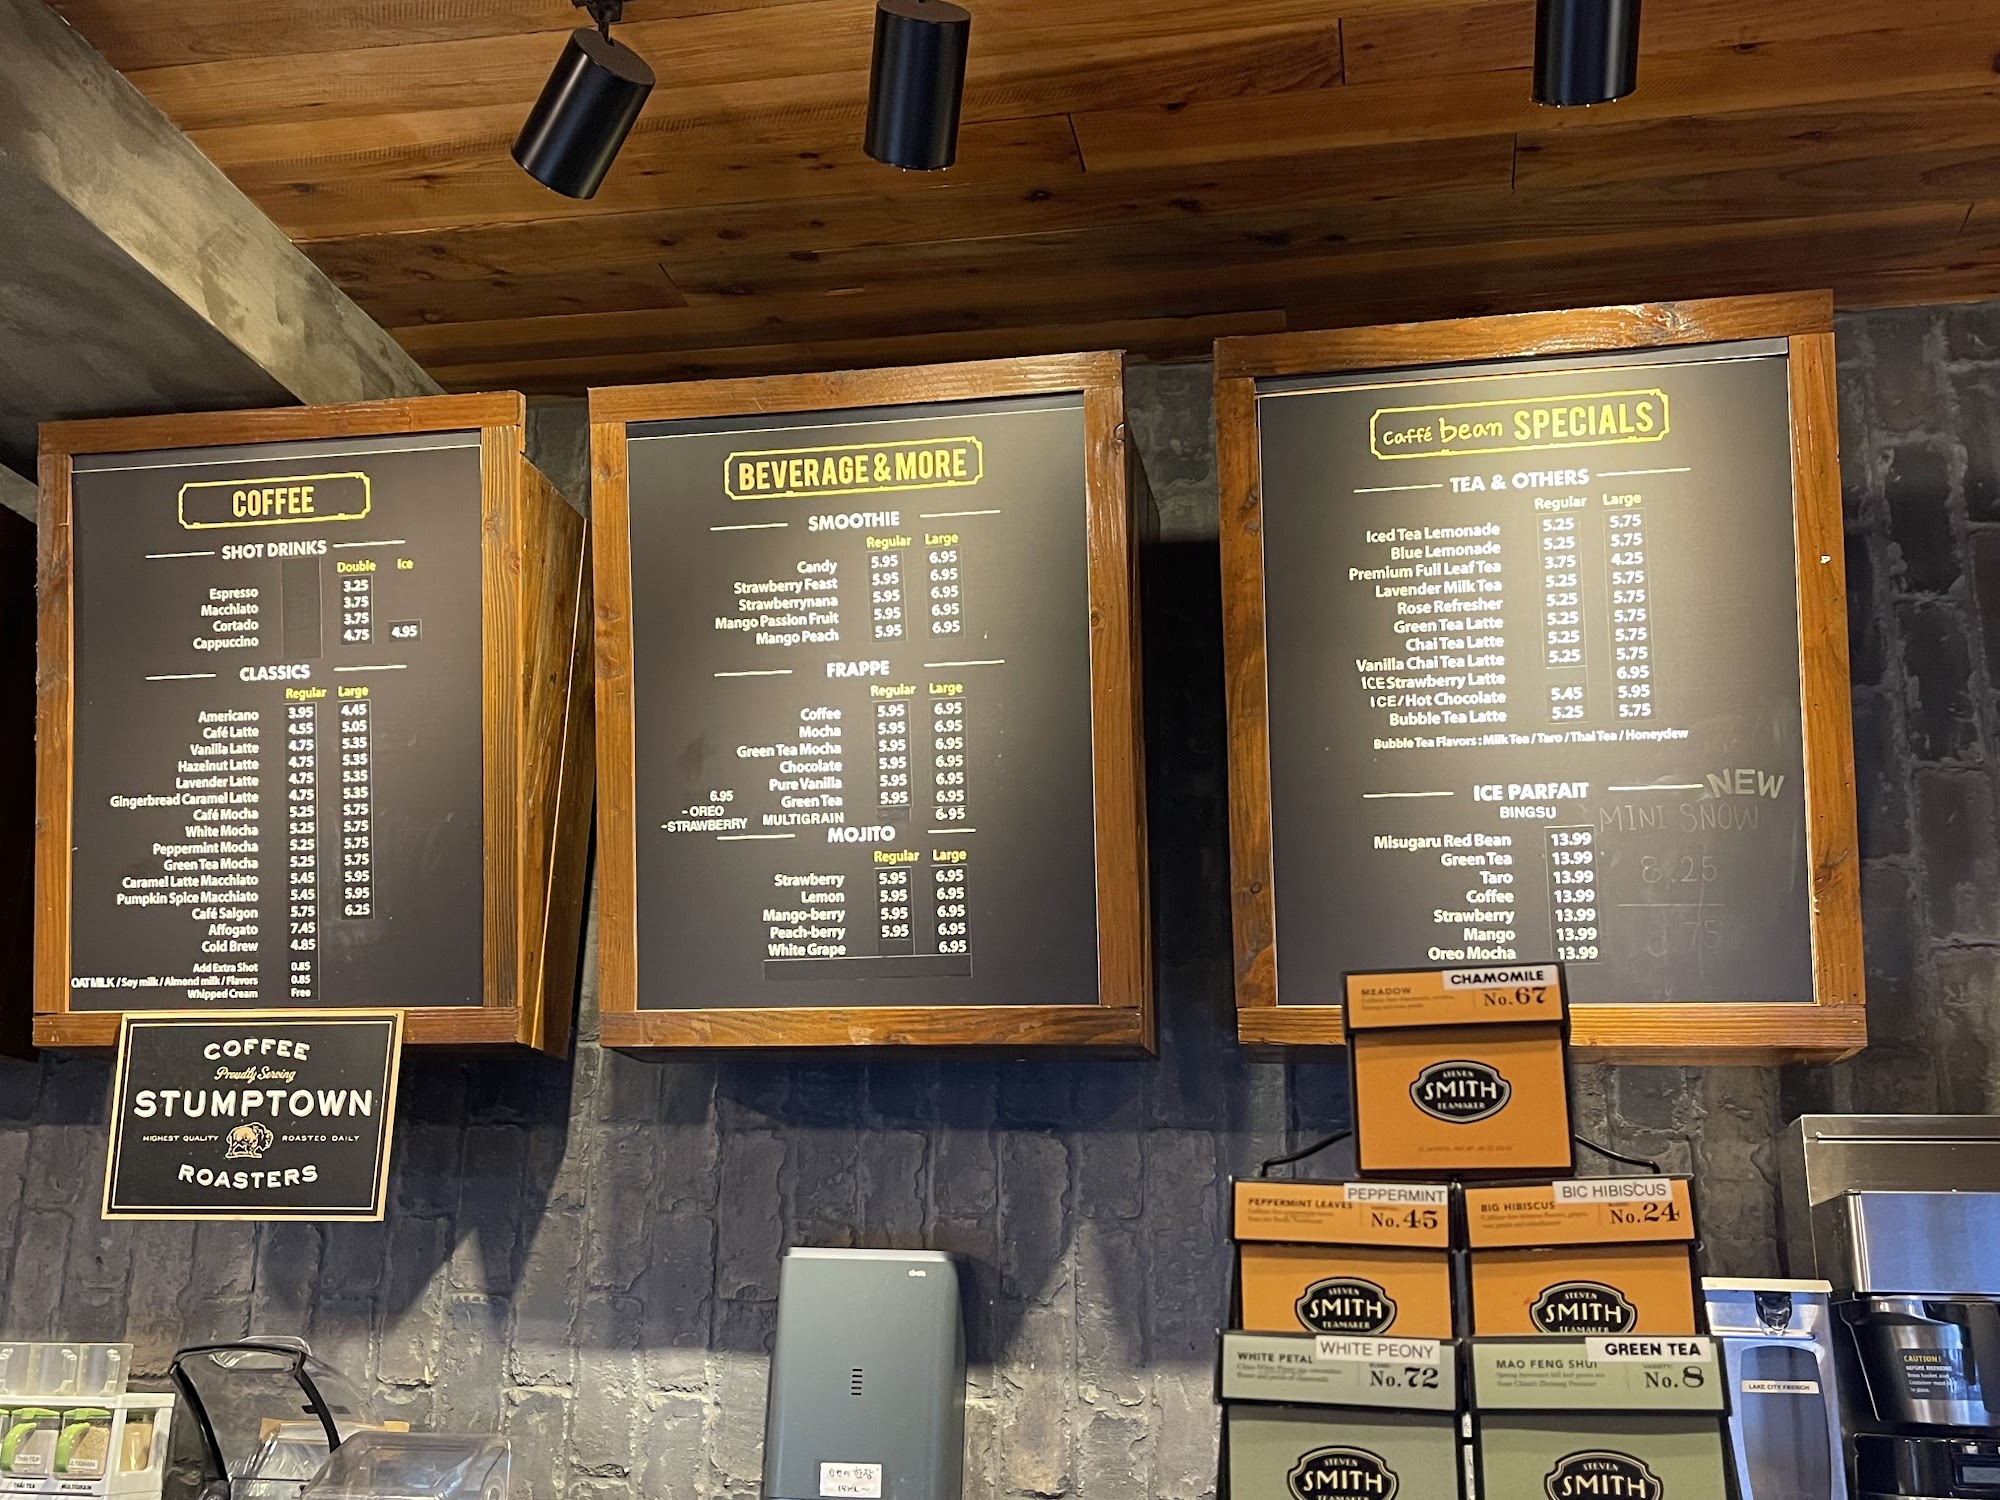 COFFEE
SHOT DRINKS
Double Ice
Espresso 3.25
Macchiato 3.75
Cortado 3.75
Cappuccino 4.75 4.95
CLASSICS
Regular Large
Americano 3.95 4.45
Café Latte 4.55 5.05
Vanilla Latte 4.75 5.35
Hazelnut Latte 4.75 5.35
Lavender Latte 4.75 5.35
Gingerbread Caramel Latte 4.75 5.35
Café Mocha 5.25 5.75
White Mocha 5.25 5.75
Peppermint Mocha 5.25 5.75
Green Tea Mocha 5.25 5.75
Caramel Latte Macchiato 5.45 5.95
Pumpkin Spice Macchiato 5.45 5.95
Café Saigon 5.75 6.25
Affogato 7.45
Cold Brew 4.85
Add Extra Shot 0.85
OAT MILK / Soy milk / Almond milk / Flavors 0.85
Whipped Cream Free
COFFEE
Proudly Serving
STUMPTOWN
HIGHEST QUALITY ROASTED DAILY
ROASTERS
BEVERAGE & MORE
SMOOTHIE
Regular Large
Candy 5.95 6.95
Strawberry Feast 5.95 6.95
Strawberrynana 5.95 6.95
Mango Passion Fruit 5.95 6.95
Mango Peach 5.95 6.95
FRAPPE
Regular Large
Coffee 5.95 6.95
Mocha 5.95 6.95
Green Tea Mocha 5.95 6.95
Chocolate 5.95 6.95
Pure Vanilla 5.95 6.95
Green Tea 5.95 6.95
MULTIGRAIN 6.95
6.95
- OREO
-STRAWBERRY
MOJITO
Regular Large
Strawberry 5.95 6.95
Lemon 5.95 6.95
Mango-berry 5.95 6.95
Peach-berry 5.95 6.95
White Grape 6.95
Caffé bean SPECIALS
TEA & OTHERS
Regular Large
Iced Tea Lemonade 5.25 5.75
Blue Lemonade 5.25 5.75
Premium Full Leaf Tea 3.75 4.25
Lavender Milk Tea 5.25 5.75
Rose Refresher 5.25 5.75
Green Tea Latte 5.25 5.75
Chai Tea Latte 5.25 5.75
Vanilla Chai Tea Latte 5.25 5.75
ICE Strawberry Latte 6.95
ICE/Hot Chocolate 5.45 5.95
Bubble Tea Latte 5.25 5.75
Bubble Tea Flavors : Milk Tea / Taro / Thai Tea / Honeydew
ICE PARFAIT
BINGSU
Misugaru Red Bean 13.99
Green Tea 13.99
Taro 13.99
Coffee 13.99
Strawberry 13.99
Mango 13.99
Oreo Mocha 13.99
NEW
MINI SNOW
8.25
CHAMOMILE
MEADOW
No.67
STEVEN
SMITH
TEAMAKER
PEPPERMINT
PEPPERMINT LEAVES
No.45
STEVEN
SMITH
TEAMAKER
BIG HIBISCUS
BIG HIBISCUS
No.24
STEVEN
SMITH
TEAMAKER
WHITE PEONY
WHITE PETAL
No.72
STEVEN
SMITH
TEAMAKER
GREEN TEA
MAO FENG SHUI
No.8
STEVEN
SMITH
TEAMAKER
LAKE CITY FRENCH
CAUTION!
THAI TEA
MULTIGRAIN